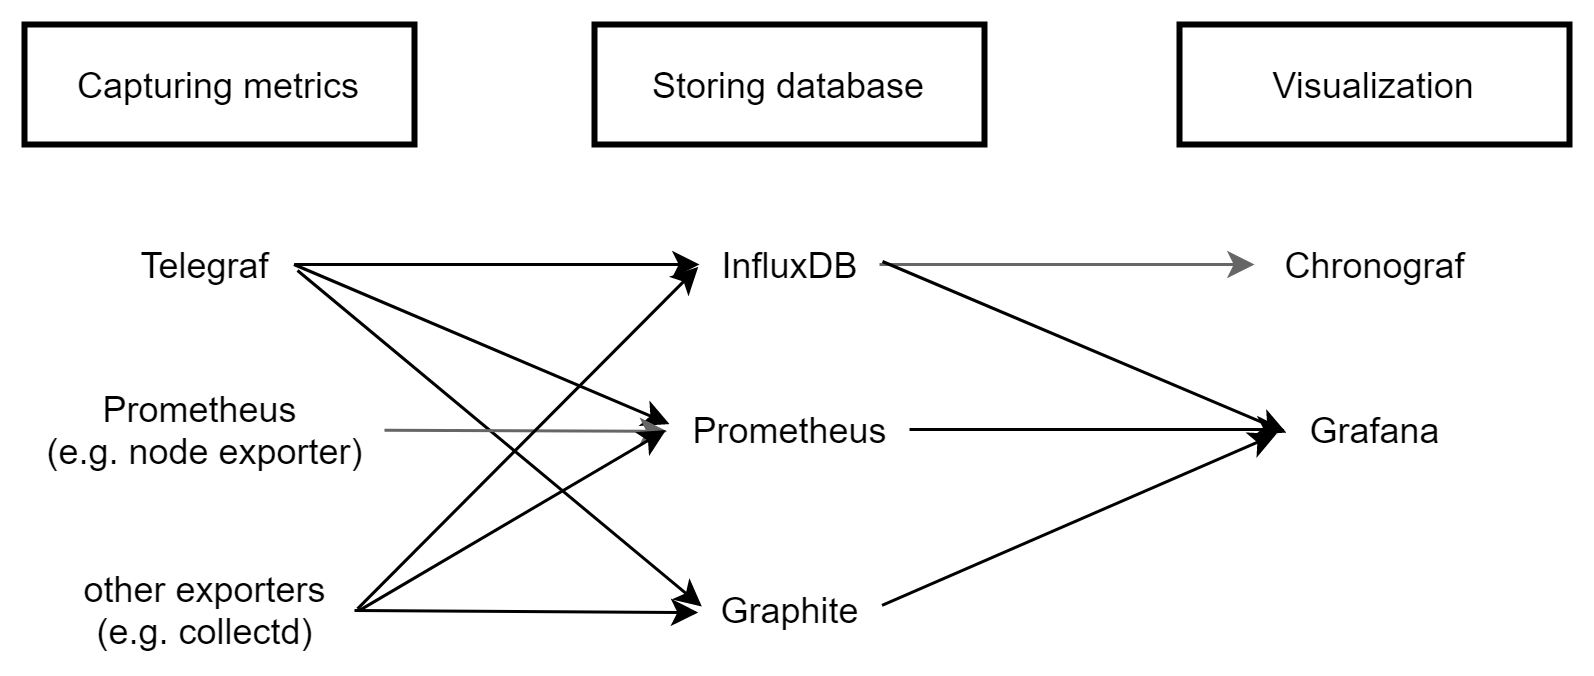 Capturing metrics
Storing database
Visualization
Telegraf
InfluxDB
Chronograf
Prometheus
(e.g. node exporter)
Prometheus
Grafana
other exporters
(e.g. collectd)
Graphite